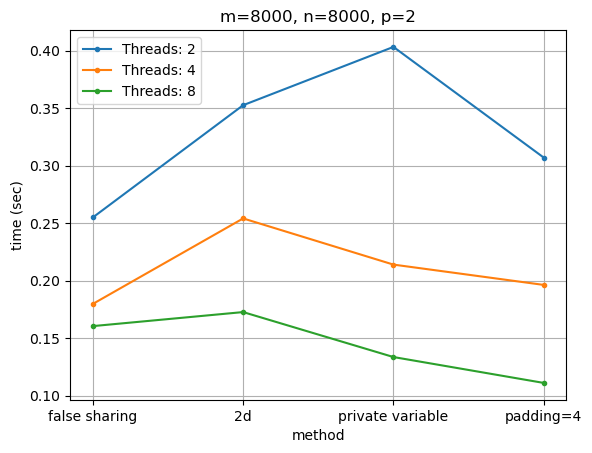 m=8000, n=8000, p=2
Threads: 2
Threads: 4
Threads: 8
time (sec)
0.40
0.35
0.30
0.25
0.20
0.15
0.10
false sharing
2d
private variable
padding=4
method